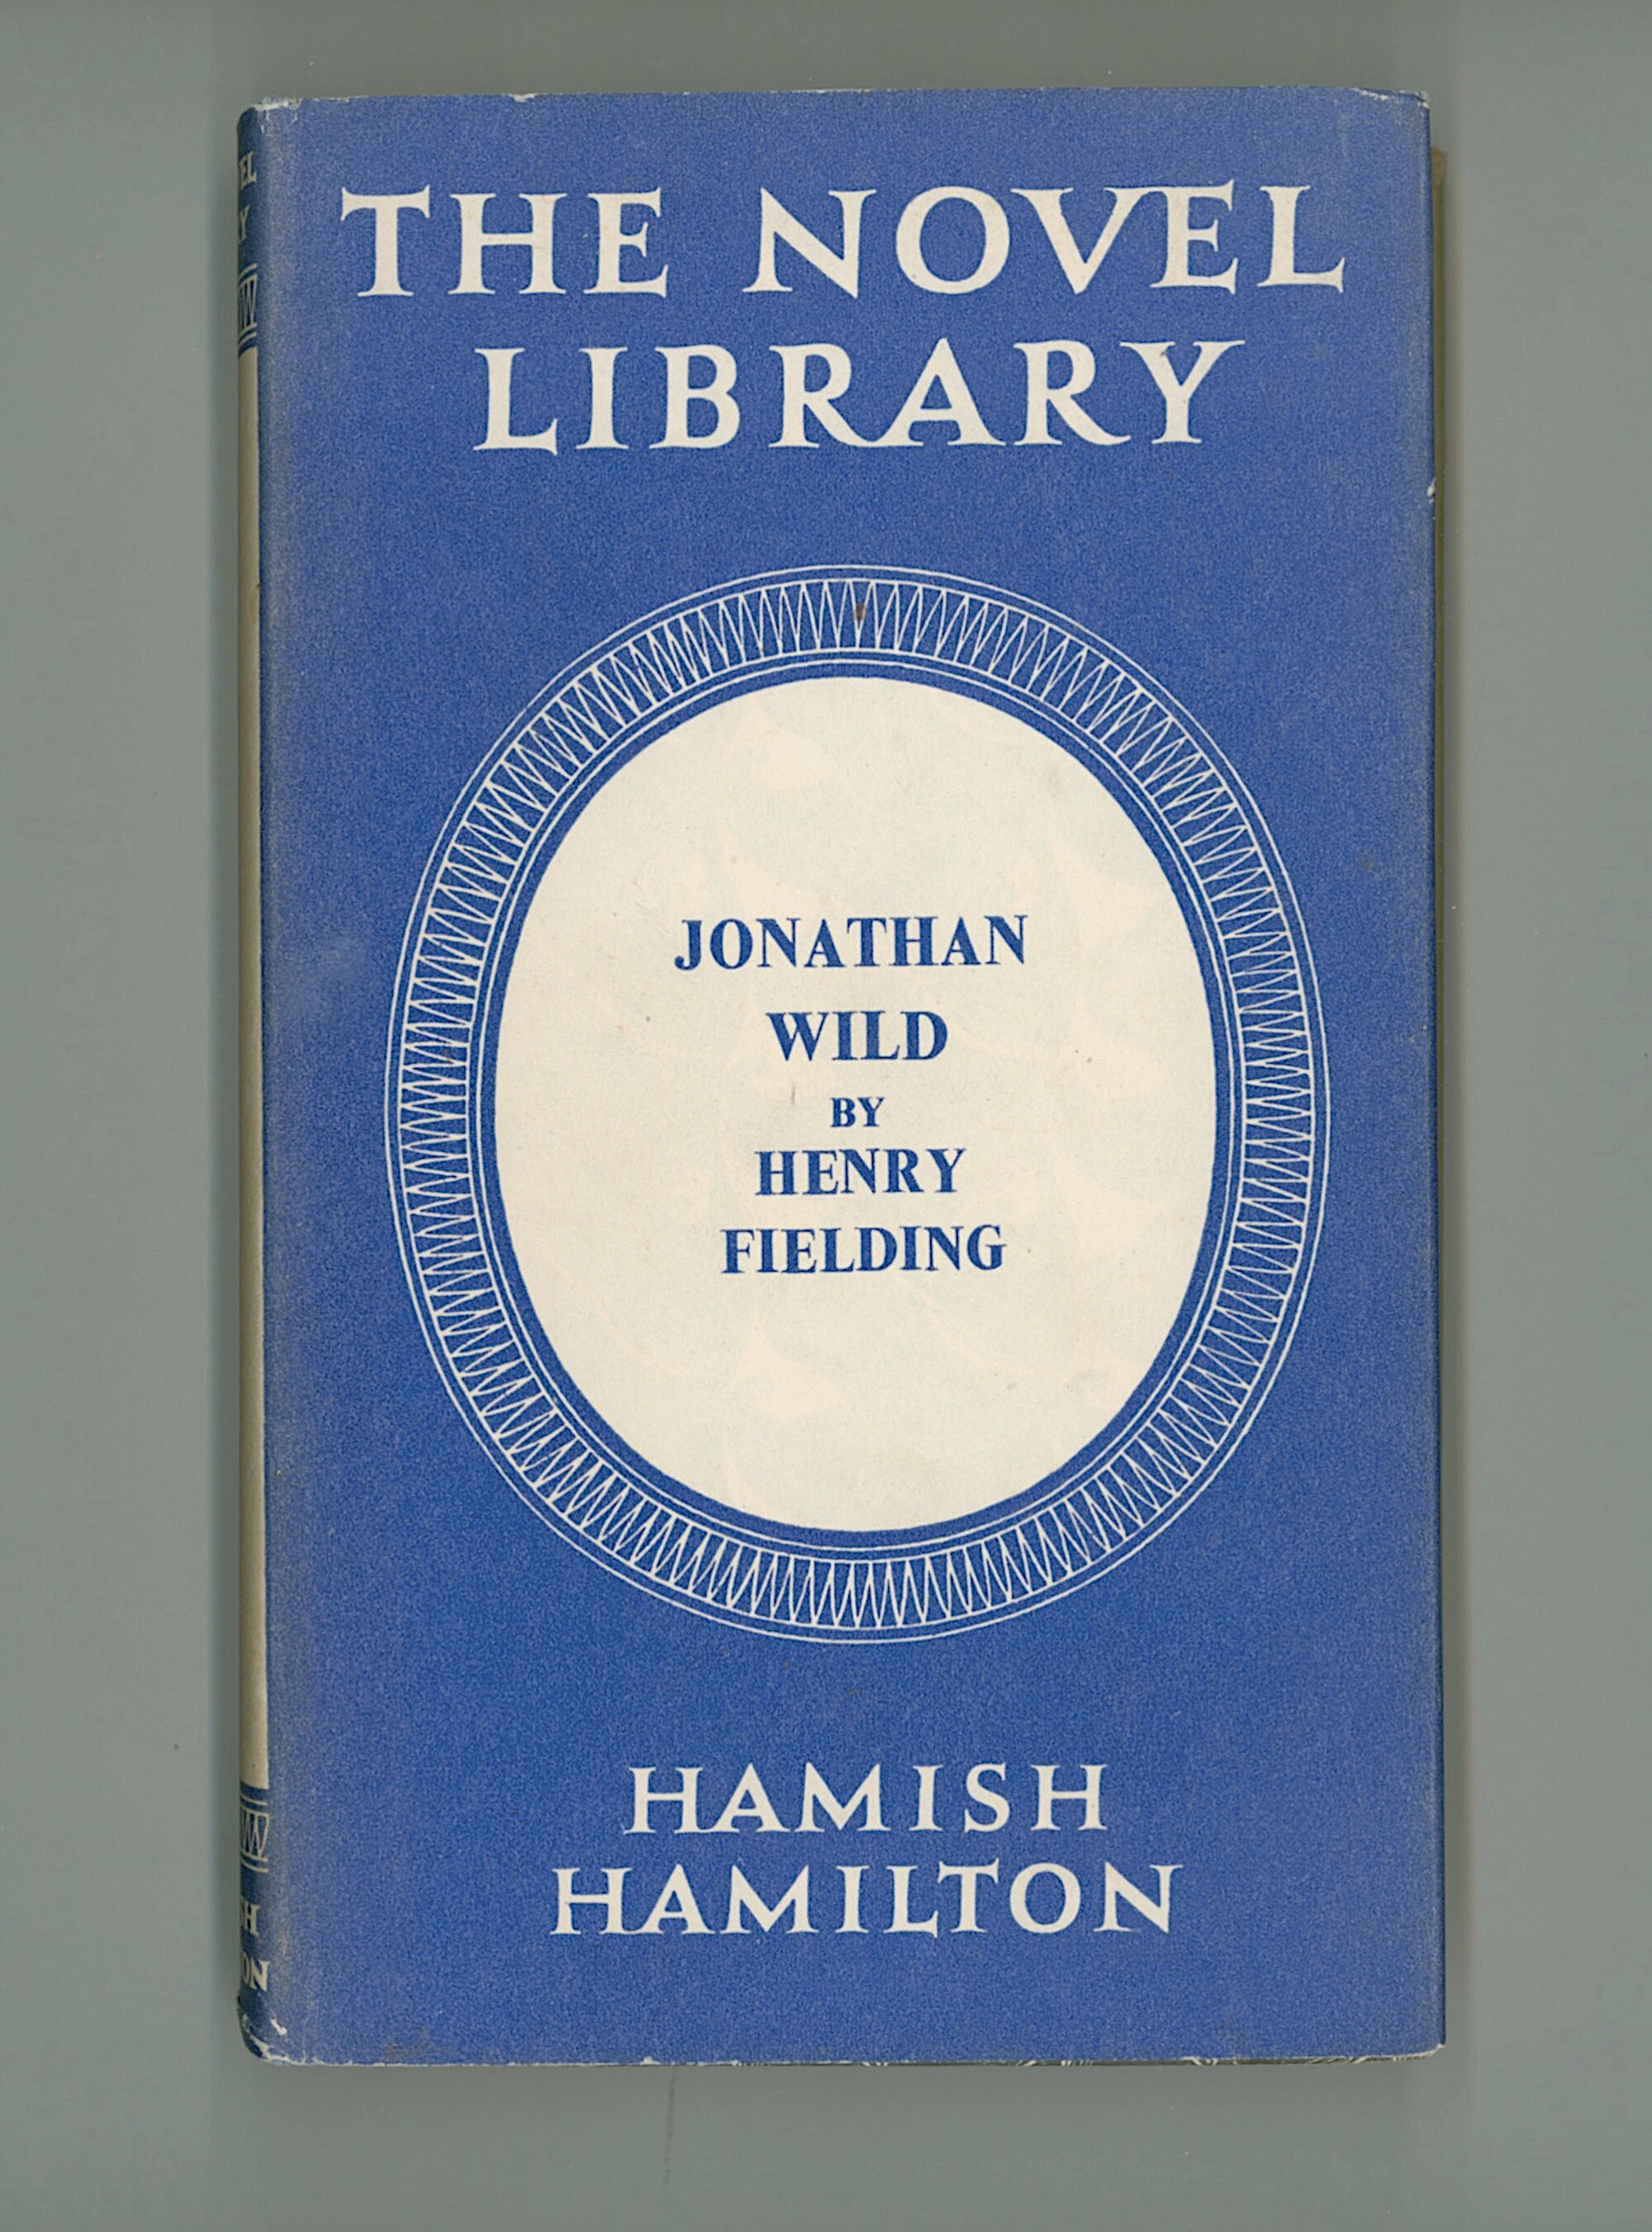 THE NOVEL
LIBRARY
JONATHAN
WILD
BY
HENRY
FIELDING
HAMISH
HAMILTON